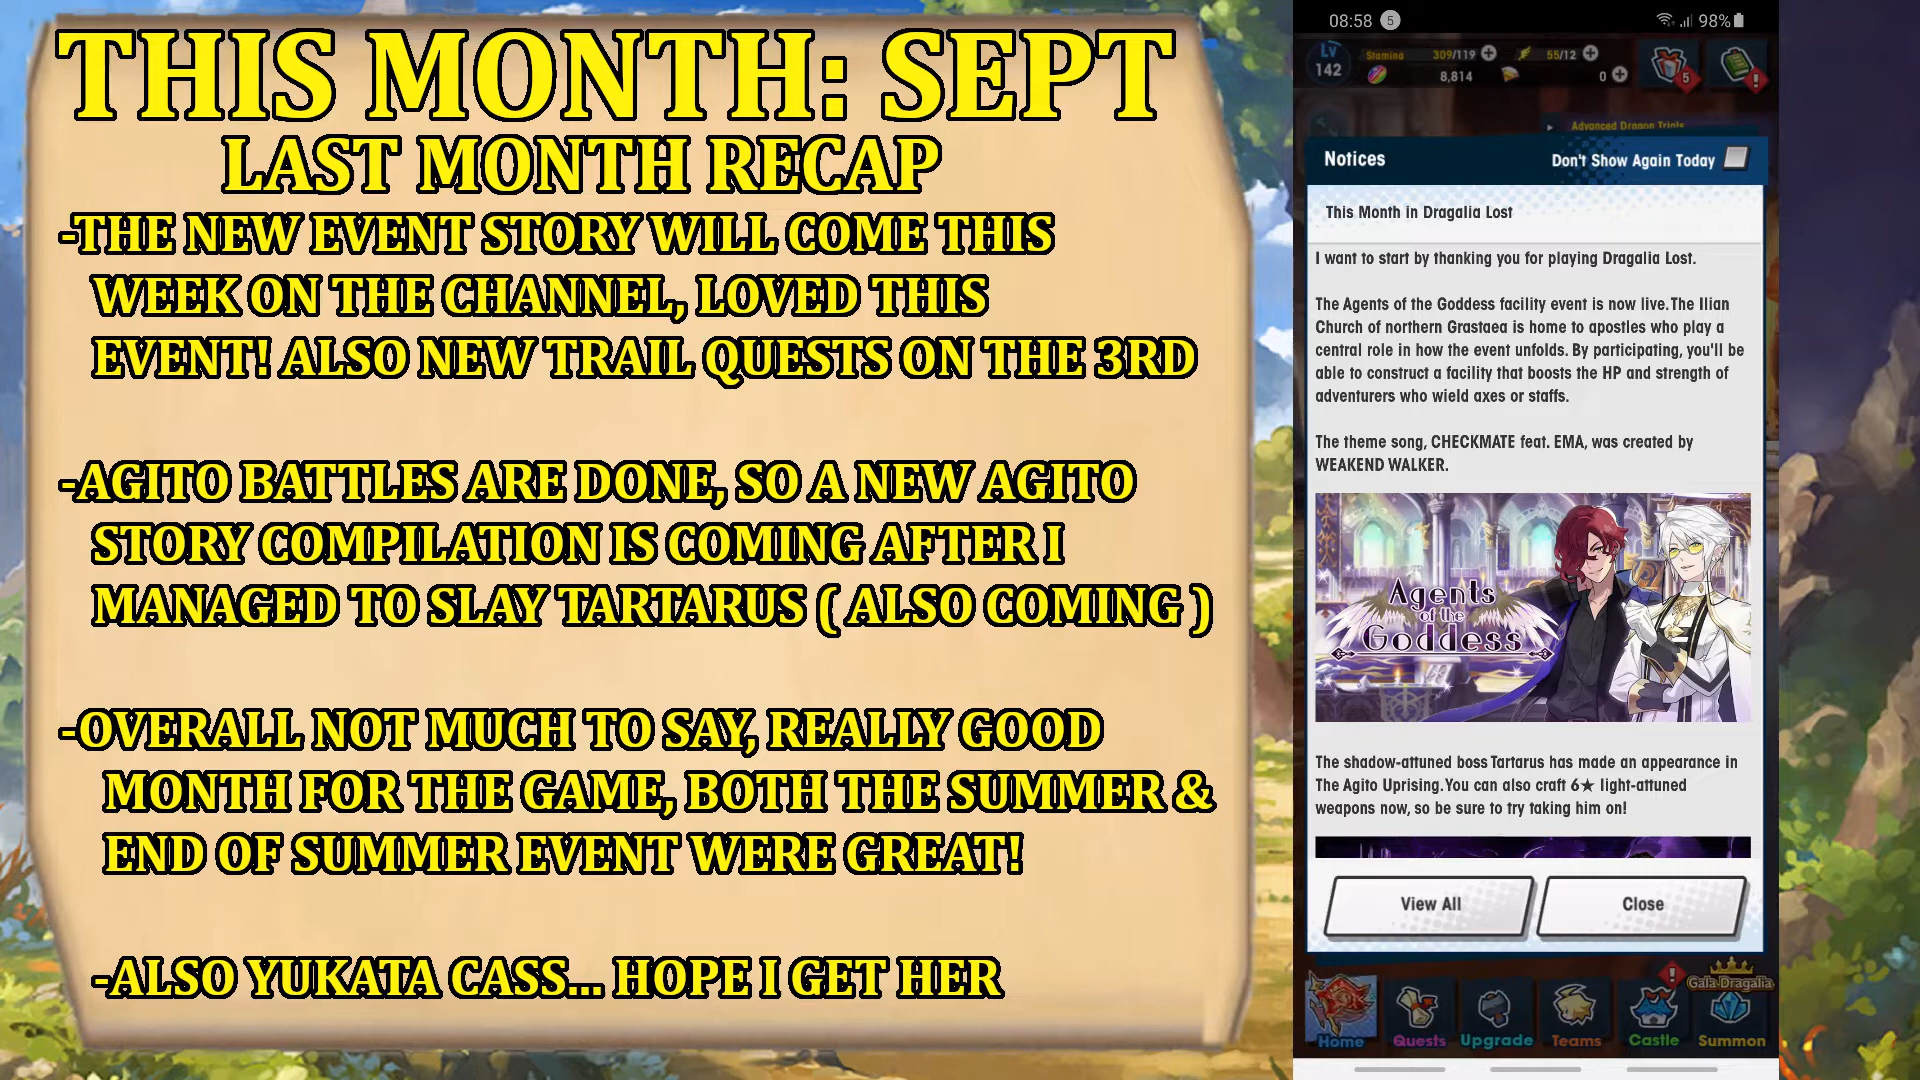 THIS MONTH: SEPT
LAST MONTH RECAP
-THE NEW EVENT STORY WILL COME THIS
WEEK ON THE CHANNEL, LOVED THIS
EVENT! ALSO NEW TRAIL QUESTS ON THE 3RD
-AGITO BATTLES ARE DONE, SO A NEW AGITO
STORY COMPILATION IS COMING AFTER I
MANAGED TO SLAY TARTARUS ( ALSO COMING )
-OVERALL NOT MUCH TO SAY, REALLY GOOD
MONTH FOR THE GAME, BOTH THE SUMMER &
END OF SUMMER EVENT WERE GREAT!
-ALSO YUKATA CASS... HOPE I GET HER
08:58 5 98%
Lv 142
Stamina 309/119 55/12
8,814 0
5
Advanced Dragon Trials
Notices Don't Show Again Today
This Month in Dragalia Lost
I want to start by thanking you for playing Dragalia Lost.
The Agents of the Goddess facility event is now live. The Ilian
Church of northern Grastaea is home to apostles who play a
central role in how the event unfolds. By participating, you'll be
able to construct a facility that boosts the HP and strength of
adventurers who wield axes or staffs.
The theme song, CHECKMATE feat. EMA, was created by
WEAKEND WALKER.
Agents
of the
Goddess
The shadow-attuned boss Tartarus has made an appearance in
The Agito Uprising. You can also craft 6★ light-attuned
weapons now, so be sure to try taking him on!
View All Close
Gala Dragalia
Home Quests Upgrade Teams Castle Summon